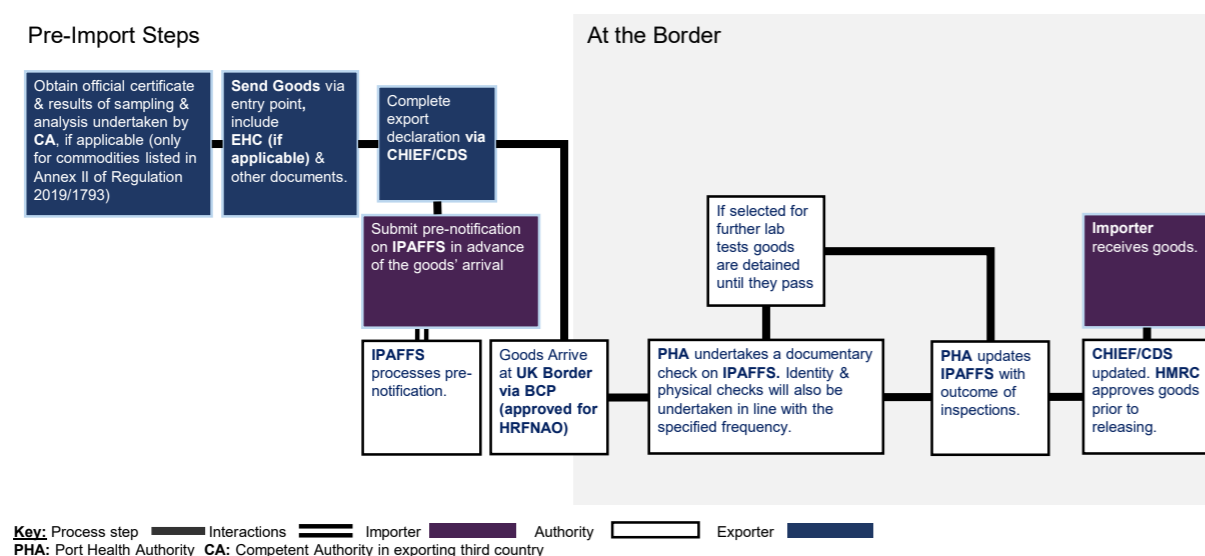 Pre-Import Steps
At the Border
Obtain official certificate
& results of sampling &
analysis undertaken by
CA, if applicable (only
for commodities listed in
Annex II of Regulation
2019/1793)
Send Goods via
entry point,
include
EHC (if
applicable) &
other documents.
Complete
export
declaration via
CHIEF/CDS
Submit pre-notification
on IPAFFS in advance
of the goods' arrival
IPAFFS
processes pre-
notification.
Goods Arrive
at UK Border
via BCP
(approved for
HRFNAO)
If selected for
further lab
tests goods
are detained
until they pass
PHA undertakes a documentary
check on IPAFFS. Identity &
physical checks will also be
undertaken in line with the
specified frequency.
PHA updates
IPAFFS with
outcome of
inspections.
Importer
receives goods.
CHIEF/CDS
updated. HMRC
approves goods
prior to
releasing.
Key: Process step Interactions Importer Authority Exporter
PHA: Port Health Authority CA: Competent Authority in exporting third country